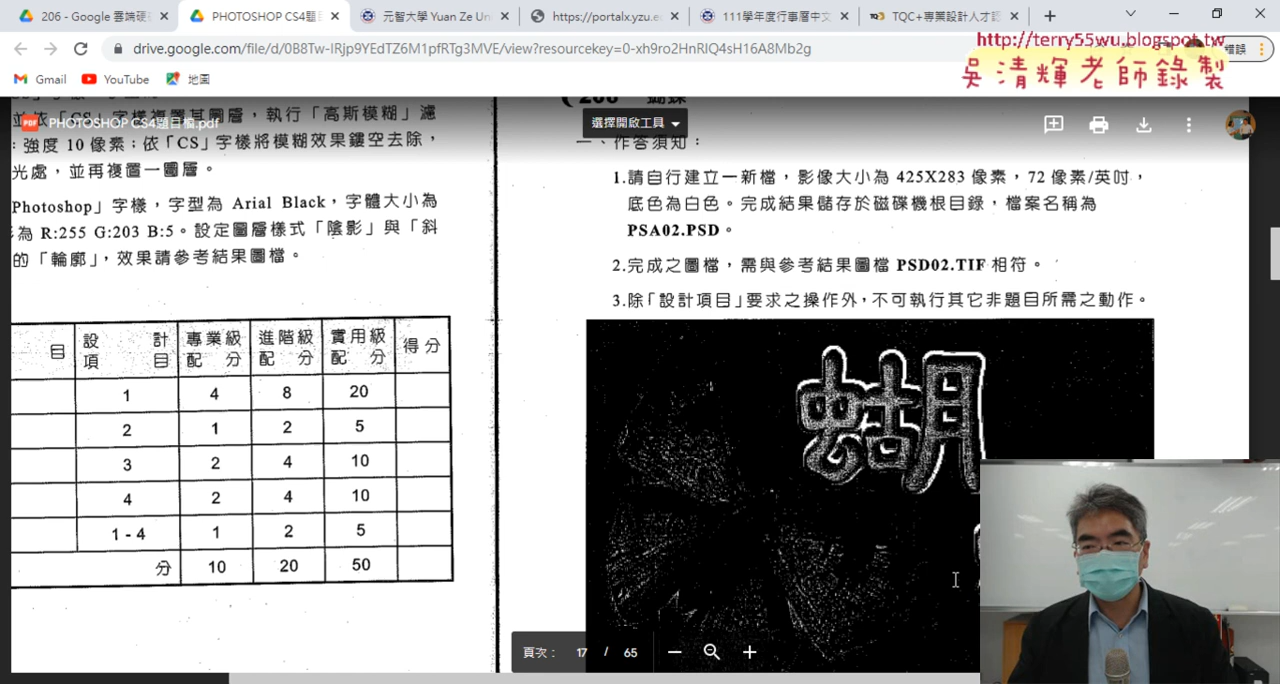 206 - Google 雲端硬
PHOTOSHOP CS4題目
元智大學 Yuan Ze Un
https://portalx.yzu.e
111學年度行事曆中文
TQC+專業設計人才認
drive.google.com/file/d/0B8Tw-IRjp9YEdTZ6M1pfRTg3MVE/view?resourcekey=0-xh9ro2HnRIQ4sH16A8Mb2g
http://terry55wu.blogspot.tw
吳清輝老師錄製
Gmail
YouTube
地圖
PDF
PHOTOSHOP CS4題目檔.pdf
選擇開啟工具
字樣複置其圖層,執行「高斯模糊」濾
:強度 10 像素;依「CS」字樣將模糊效果鏤空去除,
光處,並再複置一圖層。
Photoshop」字樣,字型為 Arial Black,字體大小為
為 R:255 G:203 B:5。設定圖層樣式「陰影」與「斜
的「輪廓」,效果請參考結果圖檔。
目 設計項目 專業級配分 進階級配分 實用級配分 得分
1 4 8 20
2 1 2 5
3 2 4 10
4 2 4 10
1 - 4 1 2 5
分 10 20 50
一、作答須知:
1.請自行建立一新檔,影像大小為 425X283 像素,72 像素/英吋,
底色為白色。完成結果儲存於磁碟機根目錄,檔案名稱為
PSA02.PSD。
2.完成之圖檔,需與參考結果圖檔 PSD02.TIF 相符。
3.除「設計項目」要求之操作外,不可執行其它非題目所需之動作。
蝴
頁次: 17 / 65